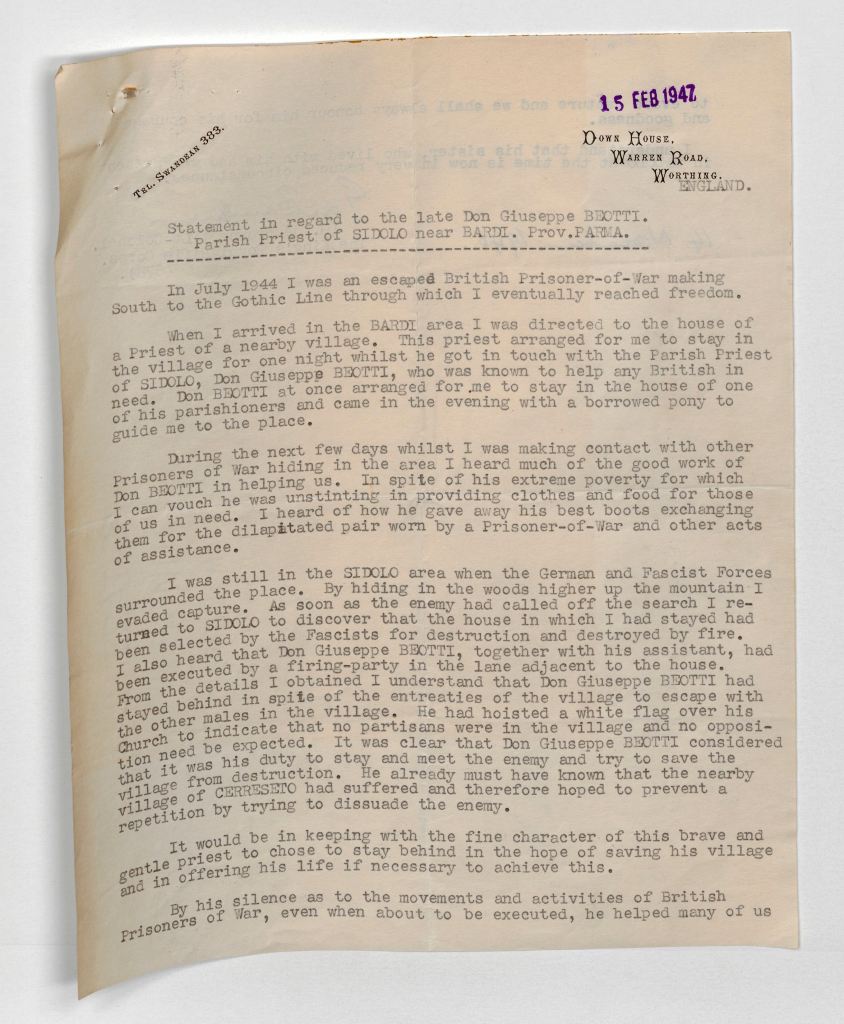 15 FEB 1947
TEL. SWANDEAN 383.
DOWN HOUSE,
WARREN ROAD,
WORTHING.
ENGLAND.
Statement in regard to the late Don Giuseppe BEOTTI.
Parish Priest of SIDOLO near BARDI. Prov.PARMA.
In July 1944 I was an escaped British Prisoner-of-War making
South to the Gothic Line through which I eventually reached freedom.
When I arrived in the BARDI area I was directed to the house of
a Priest of a nearby village. This priest arranged for me to stay in
the village for one night whilst he got in touch with the Parish Priest
of SIDOLO, Don Giuseppe BEOTTI, who was known to help any British in
need. Don BEOTTI at once arranged for.me to stay in the house of one
of his parishioners and came in the evening with a borrowed pony to
guide me to the place.
During the next few days whilst I was making contact with other
Prisoners of War hiding in the area I heard much of the good work of
Don BEOTTI in helping us. In spite of his extreme poverty for which
I can vouch he was unstinting in providing clothes and food for those
of us in need. I heard of how he gave away his best boots exchanging
them for the dilapitated pair worn by a Prisoner-of-War and other acts
of assistance.
I was still in the SIDOLO area when the German and Fascist Forces
surrounded the place. By hiding in the woods higher up the mountain I
evaded capture. As soon as the enemy had called off the search I re-
turned to SIDOLO to discover that the house in which I had stayed had
been selected by the Fascists for destruction and destroyed by fire.
I also heard that Don Giuseppe BEOTTI, together with his assistant, had
been executed by a firing-party in the lane adjacent to the house.
From the details I obtained I understand that Don Giuseppe BEOTTI had
stayed behind in spite of the entreaties of the village to escape with
the other males in the village. He had hoisted a white flag over his
Church to indicate that no partisans were in the village and no opposi-
tion need be expected. It was clear that Don Giuseppe BEOTTI considered
that it was his duty to stay and meet the enemy and try to save the
village from destruction. He already must have known that the nearby
village of CERRESETO had suffered and therefore hoped to prevent a
repetition by trying to dissuade the enemy.
It would be in keeping with the fine character of this brave and
gentle priest to chose to stay behind in the hope of saving his village
and in offering his life if necessary to achieve this.
By his silence as to the movements and activities of British
Prisoners of War, even when about to be executed, he helped many of us